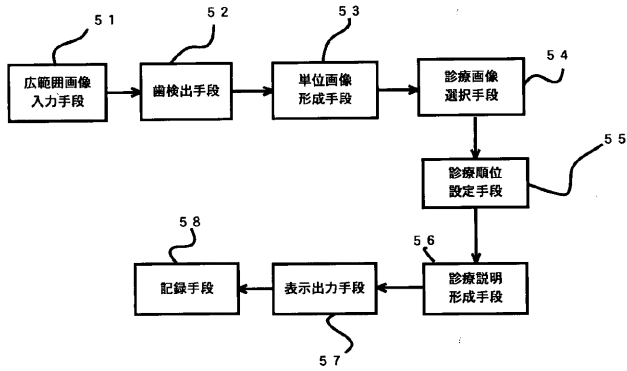 ５１
広範囲画像
入力手段
５２
歯検出手段
５３
単位画像
形成手段
５４
診療画像
選択手段
５５
診療順位
設定手段
５６
診療説明
形成手段
５７
表示出力手段
５８
記録手段